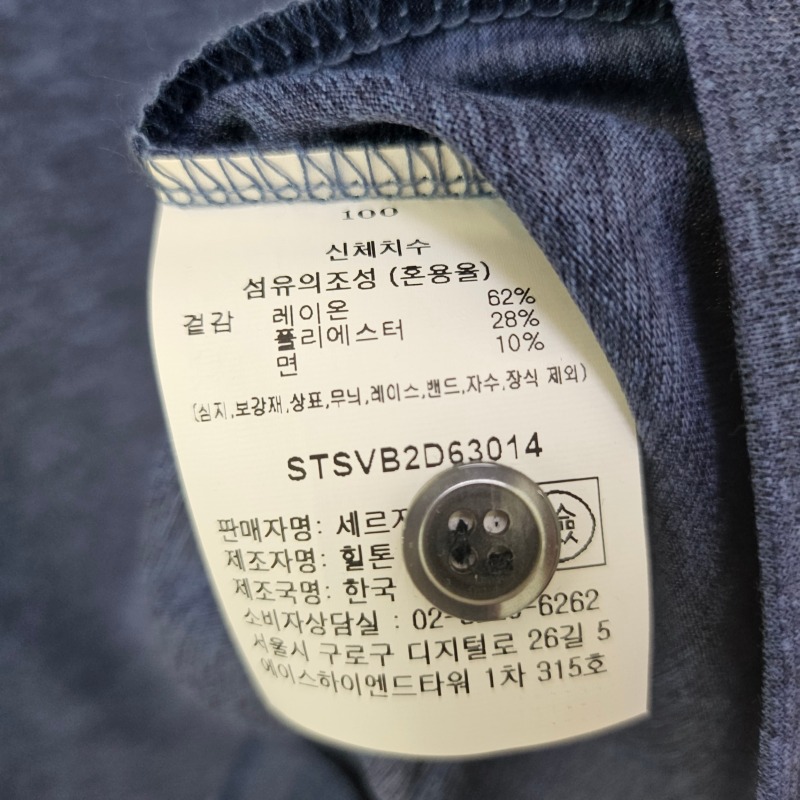 100
신체치수
섬유의조성 (혼용율)
겉감 레이온 62%
폴리에스터 28%
면 10%
(심지,보강재,상표,무늬,레이스,밴드,자수,장식 제외)
STSVB2D63014
판매자명: 세르지
제조자명: 힐튼
제조국명: 한국
소비자상담실 : 02- -6262
서울시 구로구 디지털로 26길 5
에이스하이엔드타워 1차 315호